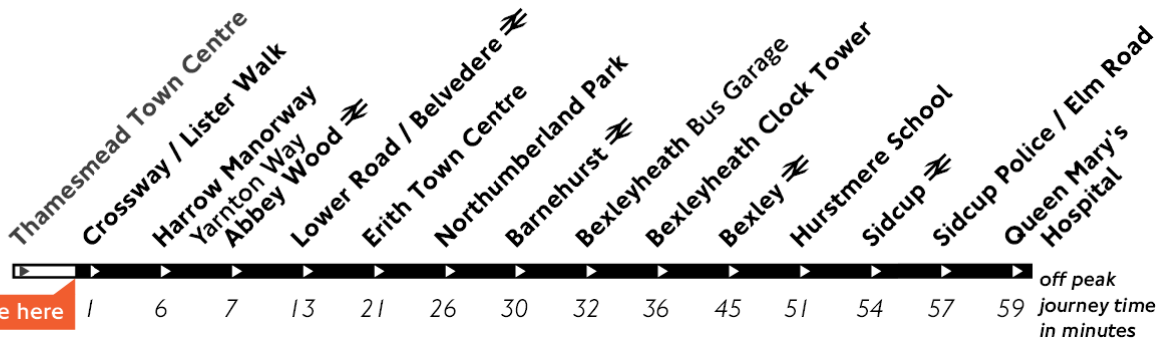 Thamesmead Town Centre
Crossway / Lister Walk
Harrow Manorway
Yarnton Way
Abbey Wood
Lower Road / Belvedere
Erith Town Centre
Northumberland Park
Barnehurst
Bexleyheath Bus Garage
Bexleyheath Clock Tower
Bexley
Hurstmere School
Sidcup
Sidcup Police / Elm Road
Queen Mary's
Hospital
e here
1 6 7 13 21 26 30 32 36 45 51 54 57 59
off peak
journey time
in minutes